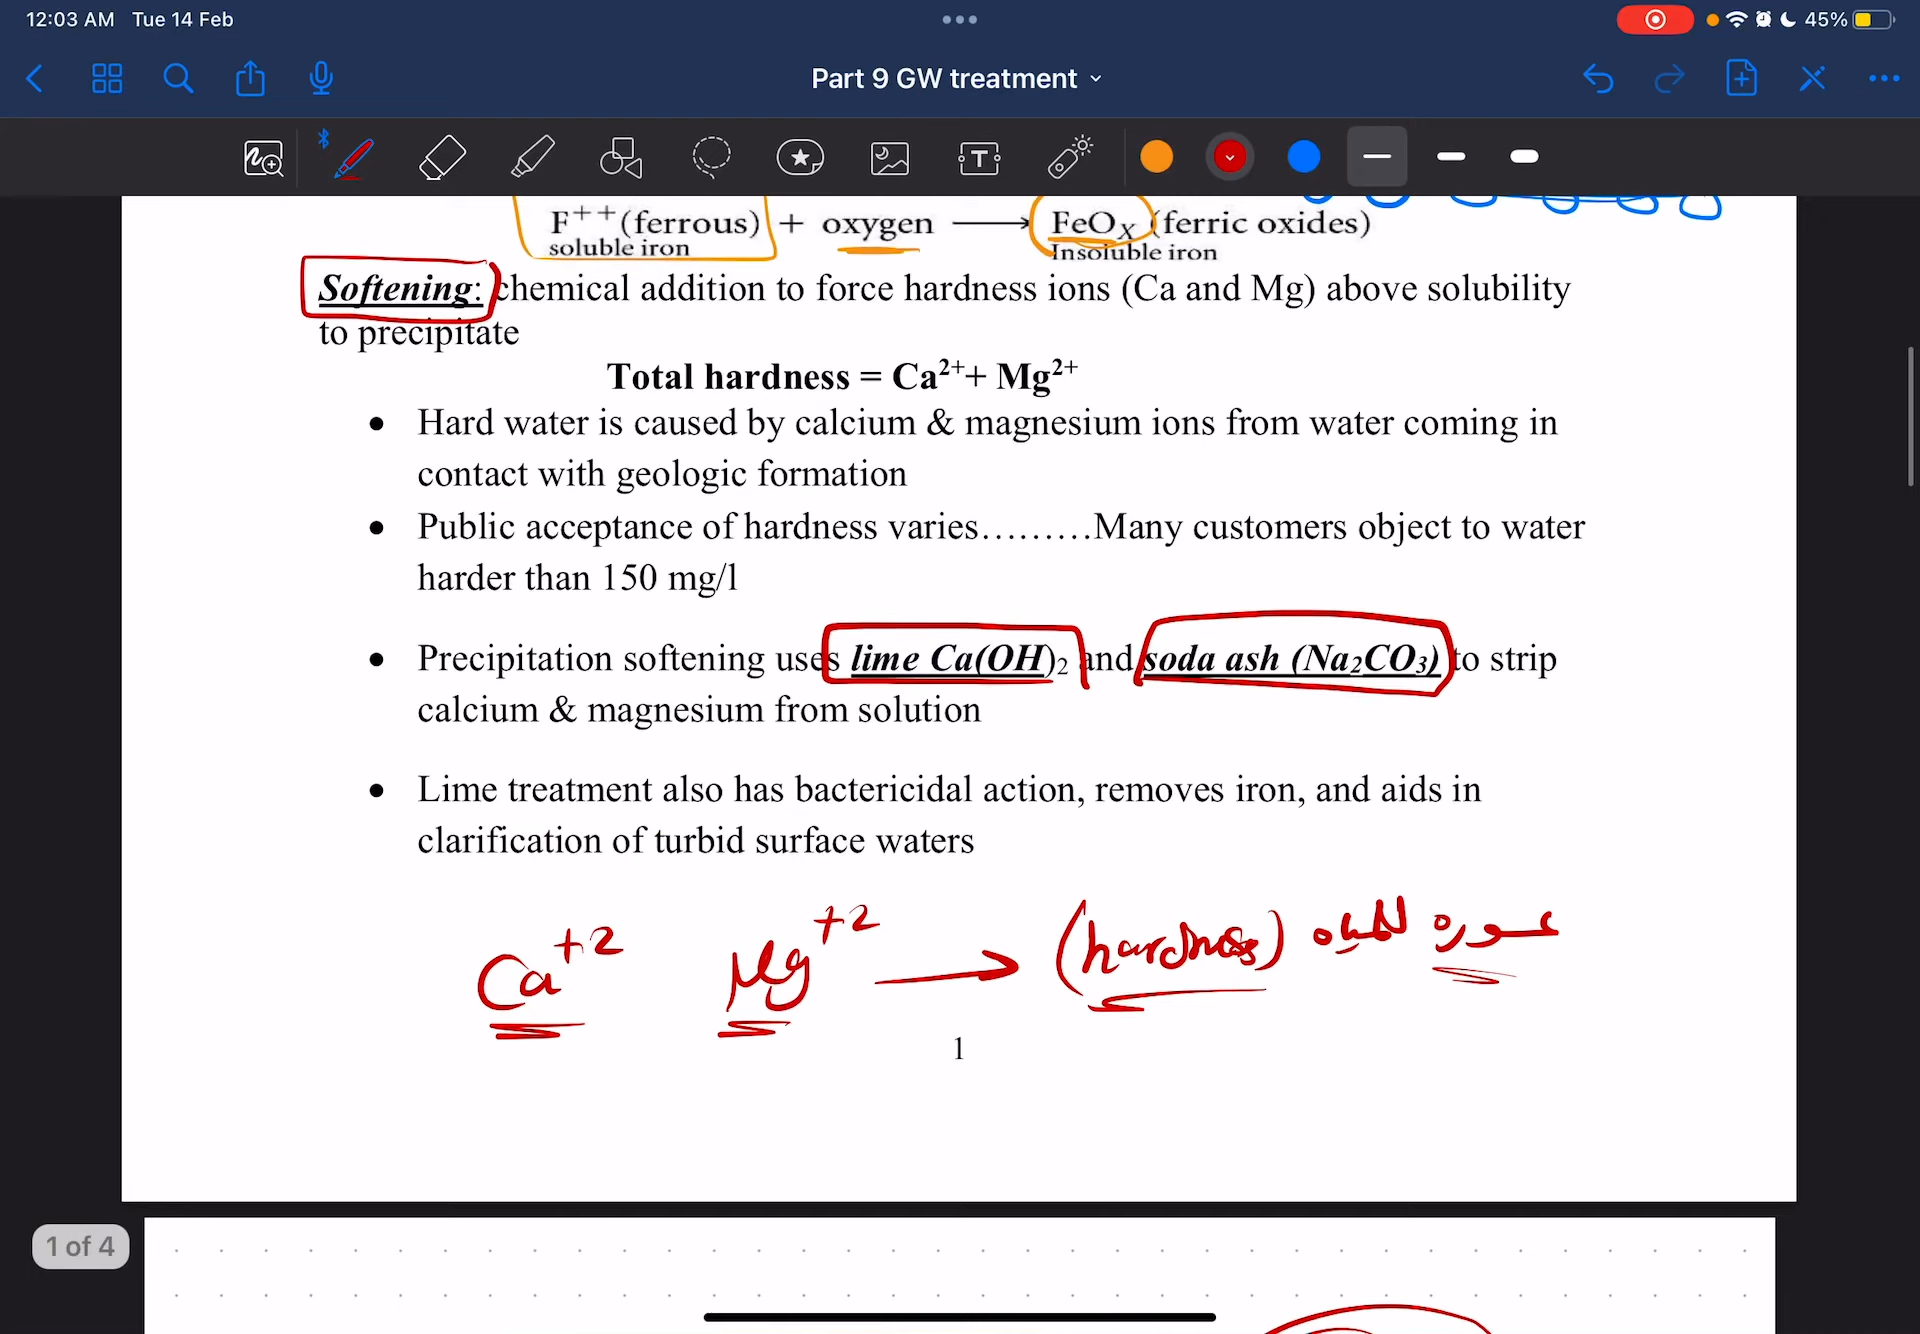 12:03 AM Tue 14 Feb
45%
Part 9 GW treatment
F++(ferrous) + oxygen ⟶ FeOX (ferric oxides)
soluble iron Insoluble iron
Softening: chemical addition to force hardness ions (Ca and Mg) above solubility
to precipitate
Total hardness = Ca2++ Mg2+
• Hard water is caused by calcium & magnesium ions from water coming in
contact with geologic formation
• Public acceptance of hardness varies………Many customers object to water
harder than 150 mg/l
• Precipitation softening uses lime Ca(OH)2 and soda ash (Na2CO3) to strip
calcium & magnesium from solution
• Lime treatment also has bactericidal action, removes iron, and aids in
clarification of turbid surface waters
Ca+2 Mg+2 → (hardness)
1
1 of 4